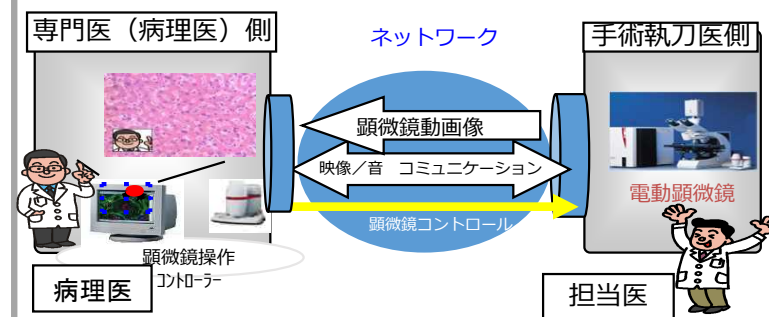 専門医（病理医）側
ネットワーク
手術執刀医側
顕微鏡動画像
映像／音　コミュニケーション
電動顕微鏡
顕微鏡コントロール
顕微鏡操作
ｺﾝﾄﾛｰﾗｰ
病理医
担当医